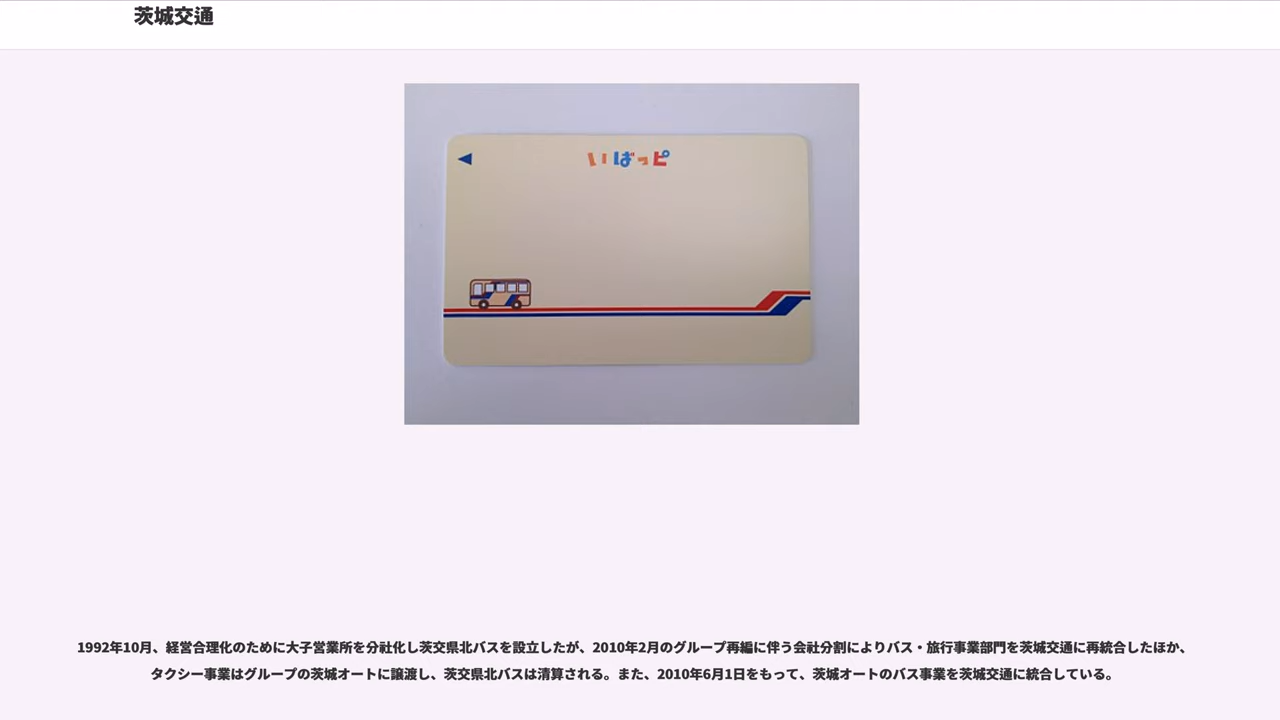 茨城交通
いばっピ
1992年10月、経営合理化のために大子営業所を分社化し茨交県北バスを設立したが、2010年2月のグループ再編に伴う会社分割によりバス・旅行事業部門を茨城交通に再統合したほか、
タクシー事業はグループの茨城オートに譲渡し、茨交県北バスは清算される。また、2010年6月1日をもって、茨城オートのバス事業を茨城交通に統合している。